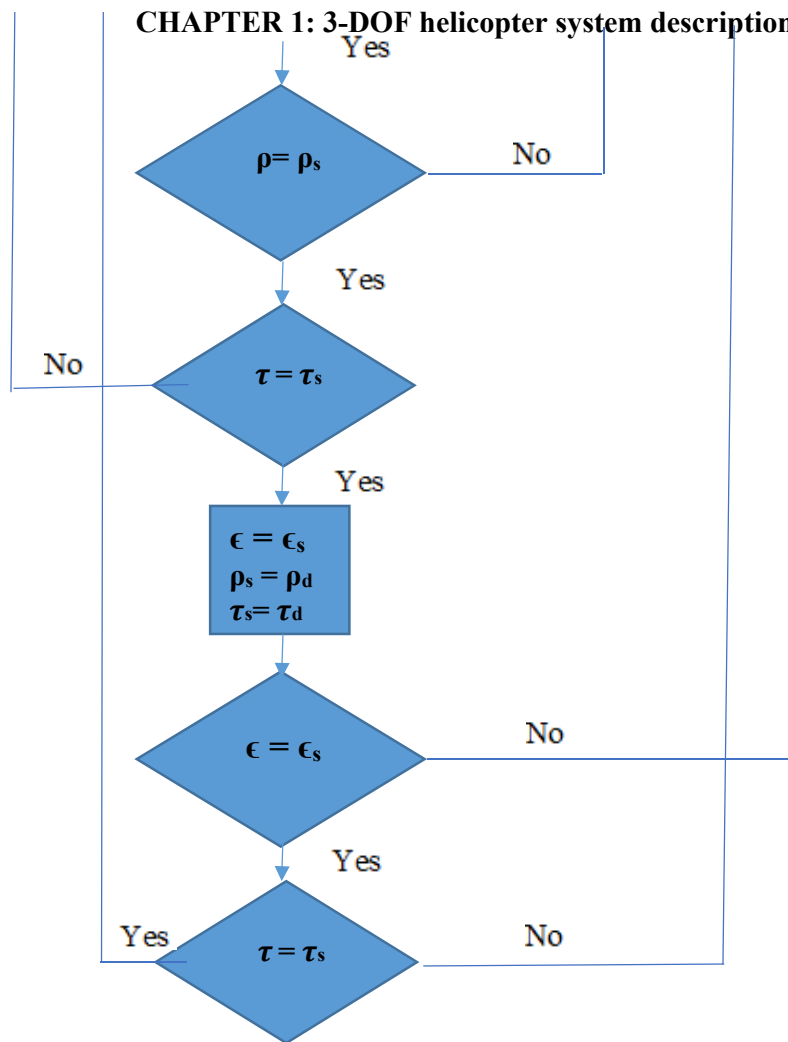 CHAPTER 1: 3-DOF helicopter system description
Yes
ρ= ρs
No
Yes
No
τ = τs
Yes
ϵ = ϵs
ρs = ρd
τs= τd
ϵ = ϵs
No
Yes
Yes
τ = τs
No